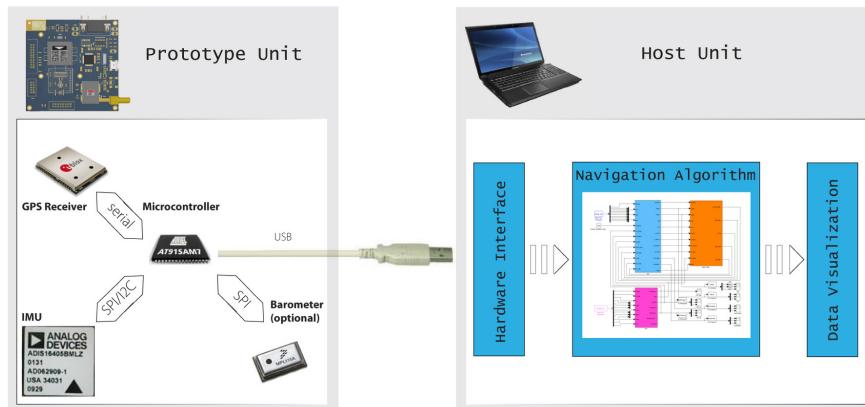 Prototype Unit
Host Unit
blox
GPS Receiver
serial
Microcontroller
AT91SAM7
USB
SPI/I2C
SPI
IMU
Barometer
(optional)
ANALOG
DEVICES
ADIS16405BMLZ
0131
AD062909-1
USA 34031
0929
Hardware Interface
Navigation Algorithm
Data Visualization